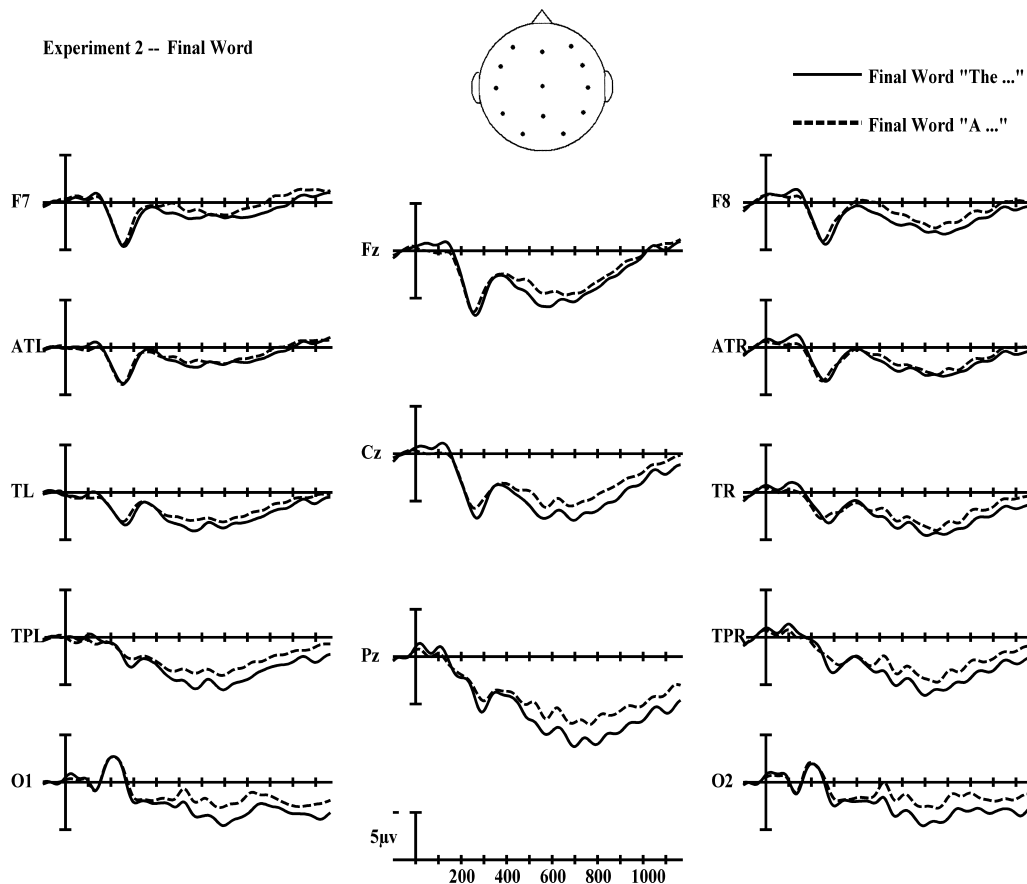 Experiment 2 -- Final Word
Final Word "The ..."
Final Word "A ..."
F7
Fz
F8
ATL
ATR
Cz
TL
TR
TPL
Pz
TPR
O1
O2
5μv
200 400 600 800 1000